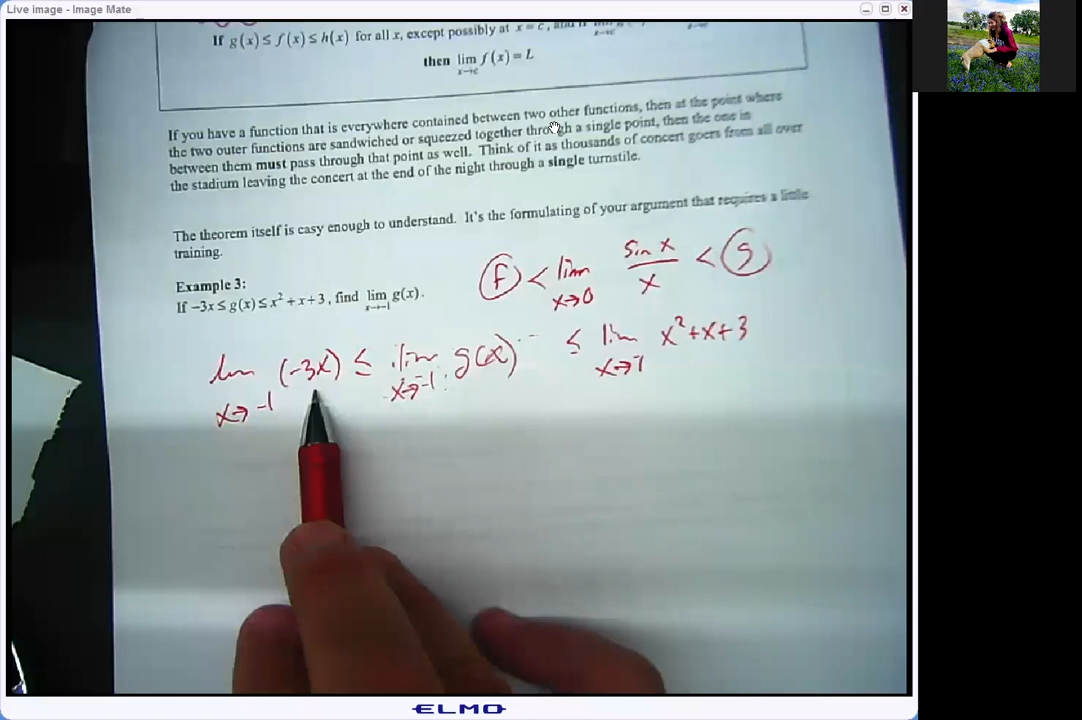 Live image - Image Mate
If g(x) ≤ f(x) ≤ h(x) for all x, except possibly at x = c,
then lim f(x) = L
x→c
If you have a function that is everywhere contained between two other functions, then at the point where
the two outer functions are sandwiched or squeezed together through a single point, then the one in
between them must pass through that point as well. Think of it as thousands of concert goers from all over
the stadium leaving the concert at the end of the night through a single turnstile.
The theorem itself is easy enough to understand. It's the formulating of your argument that requires a little
training.
Example 3:
If −3x ≤ g(x) ≤ x² + x + 3, find lim g(x).
x→−1
f < lim sin x / x < g
x→0
lim (−3x) ≤ lim g(x) ≤ lim x² + x + 3
x→ −1 x→ −1 x→ −1
ELMO